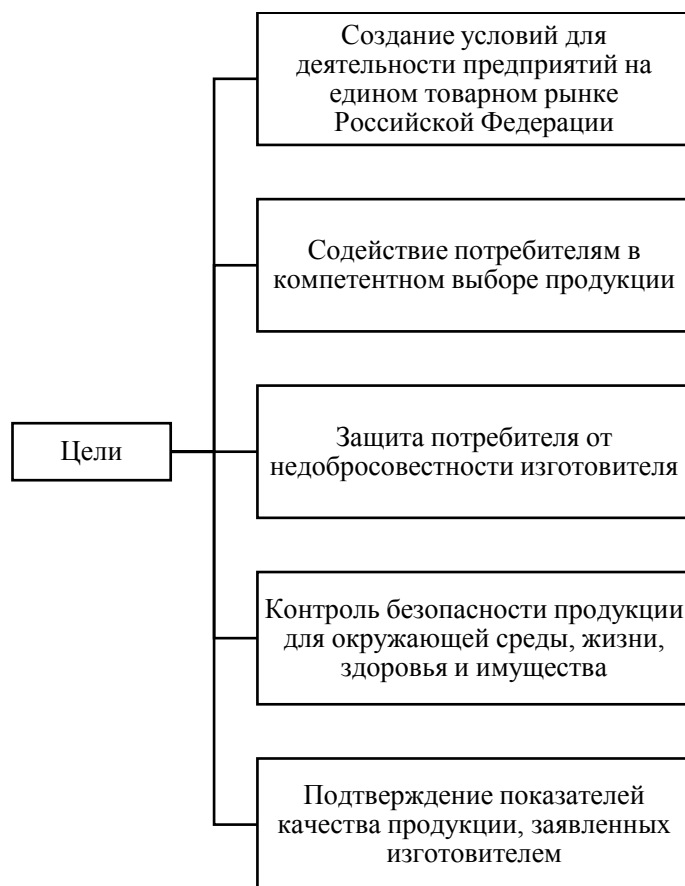 Создание условий для
деятельности предприятий на
едином товарном рынке
Российской Федерации
Содействие потребителям в
компетентном выборе продукции
Цели
Защита потребителя от
недобросовестности изготовителя
Контроль безопасности продукции
для окружающей среды, жизни,
здоровья и имущества
Подтверждение показателей
качества продукции, заявленных
изготовителем